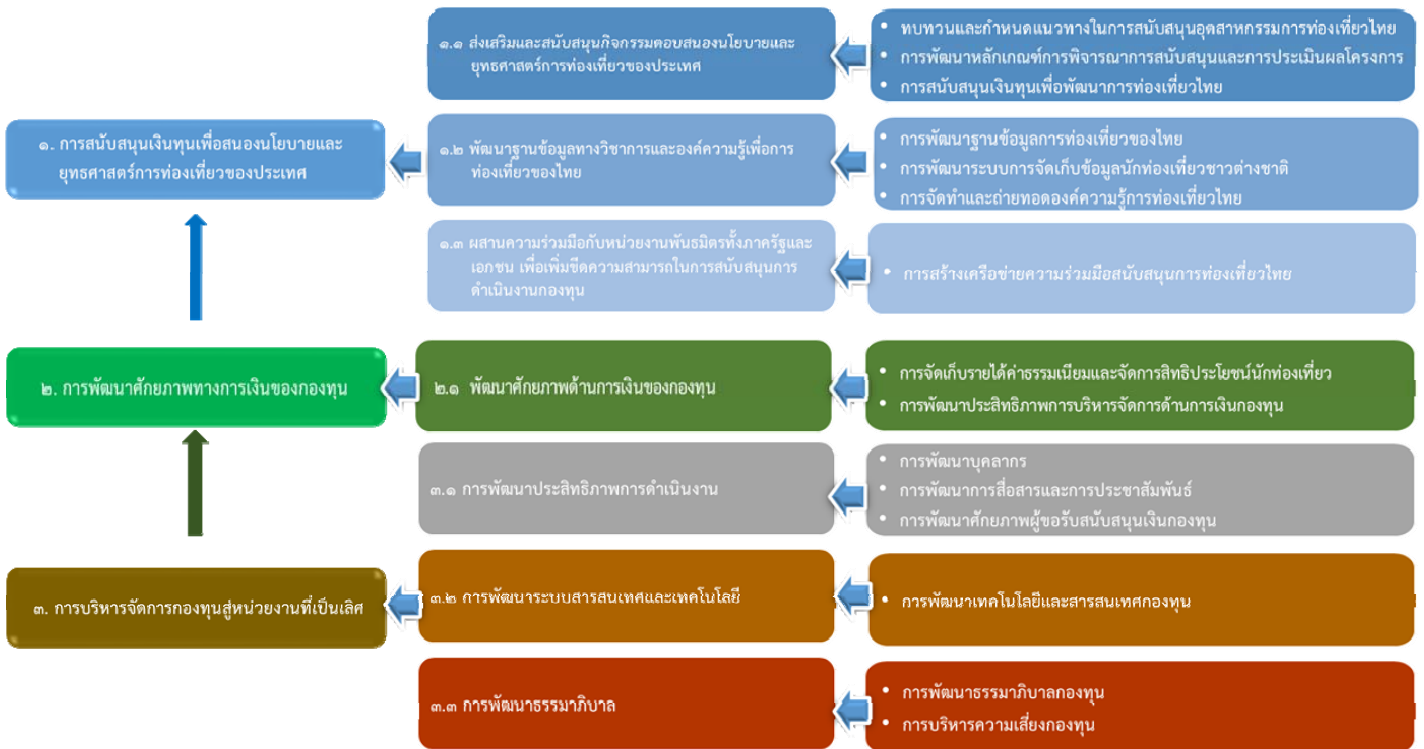 ๑.๑ ส่งเสริมและสนับสนุนกิจกรรมตอบสนองนโยบายและ
ยุทธศาสตร์การท่องเที่ยวของประเทศ
• ทบทวนและกำหนดแนวทางในการสนับสนุนอุตสาหกรรมการท่องเที่ยวไทย
• การพัฒนาหลักเกณฑ์การพิจารณาการสนับสนุนและการประเมินผลโครงการ
• การสนับสนุนเงินทุนเพื่อพัฒนาการท่องเที่ยวไทย
๑. การสนับสนุนเงินทุนเพื่อสนองนโยบายและ
ยุทธศาสตร์การท่องเที่ยวของประเทศ
๑.๒ พัฒนาฐานข้อมูลทางวิชาการและองค์ความรู้เพื่อการ
ท่องเที่ยวของไทย
• การพัฒนาฐานข้อมูลการท่องเที่ยวของไทย
• การพัฒนาระบบการจัดเก็บข้อมูลนักท่องเที่ยวชาวต่างชาติ
• การจัดทำและถ่ายทอดองค์ความรู้การท่องเที่ยวไทย
๑.๓ ผสานความร่วมมือกับหน่วยงานพันธมิตรทั้งภาครัฐและ
เอกชน เพื่อเพิ่มขีดความสามารถในการสนับสนุนการ
ดำเนินงานกองทุน
• การสร้างเครือข่ายความร่วมมือสนับสนุนการท่องเที่ยวไทย
๒. การพัฒนาศักยภาพทางการเงินของกองทุน
๒.๑ พัฒนาศักยภาพด้านการเงินของกองทุน
• การจัดเก็บรายได้ค่าธรรมเนียมและจัดการสิทธิประโยชน์นักท่องเที่ยว
• การพัฒนาประสิทธิภาพการบริหารจัดการด้านการเงินกองทุน
๓.๑ การพัฒนาประสิทธิภาพการดำเนินงาน
• การพัฒนาบุคลากร
• การพัฒนาการสื่อสารและการประชาสัมพันธ์
• การพัฒนาศักยภาพผู้ขอรับสนับสนุนเงินกองทุน
๓. การบริหารจัดการกองทุนสู่หน่วยงานที่เป็นเลิศ
๓.๒ การพัฒนาระบบสารสนเทศและเทคโนโลยี
• การพัฒนาเทคโนโลยีและสารสนเทศกองทุน
๓.๓ การพัฒนาธรรมาภิบาล
• การพัฒนาธรรมาภิบาลกองทุน
• การบริหารความเสี่ยงกองทุน